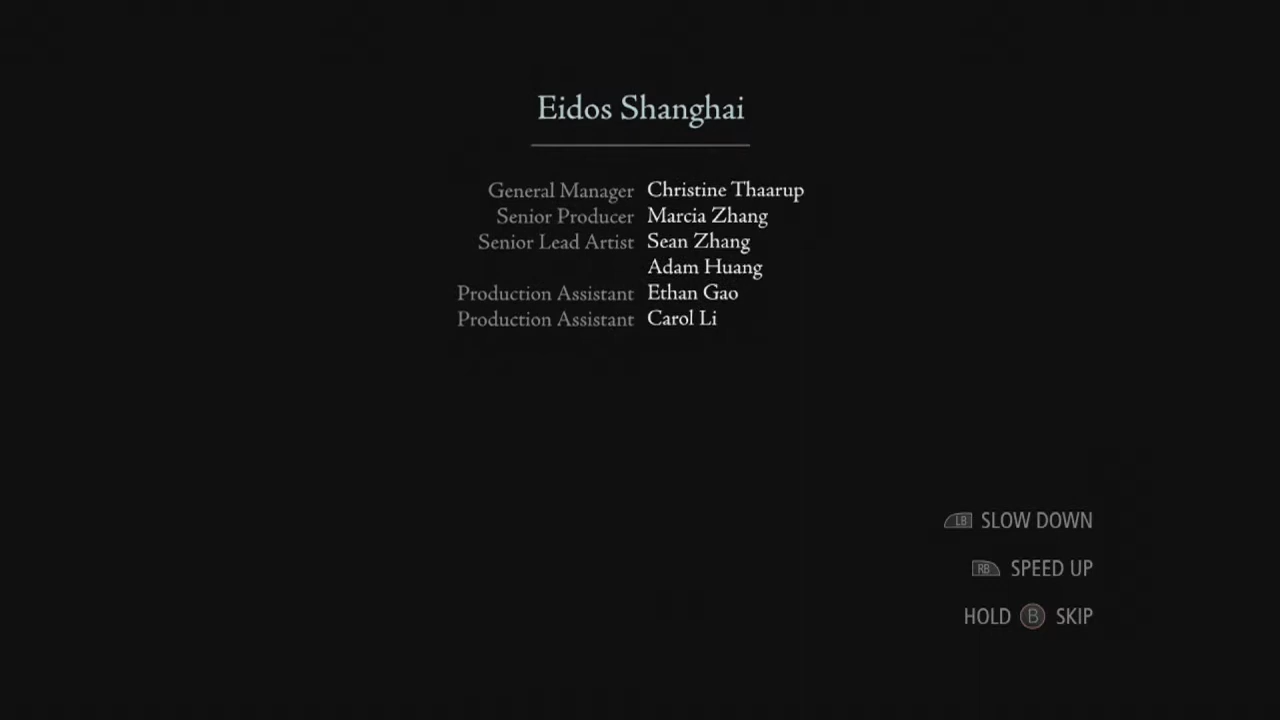 Eidos Shanghai
General Manager Christine Thaarup
Senior Producer Marcia Zhang
Senior Lead Artist Sean Zhang
Adam Huang
Production Assistant Ethan Gao
Production Assistant Carol Li
LB SLOW DOWN
RB SPEED UP
HOLD B SKIP